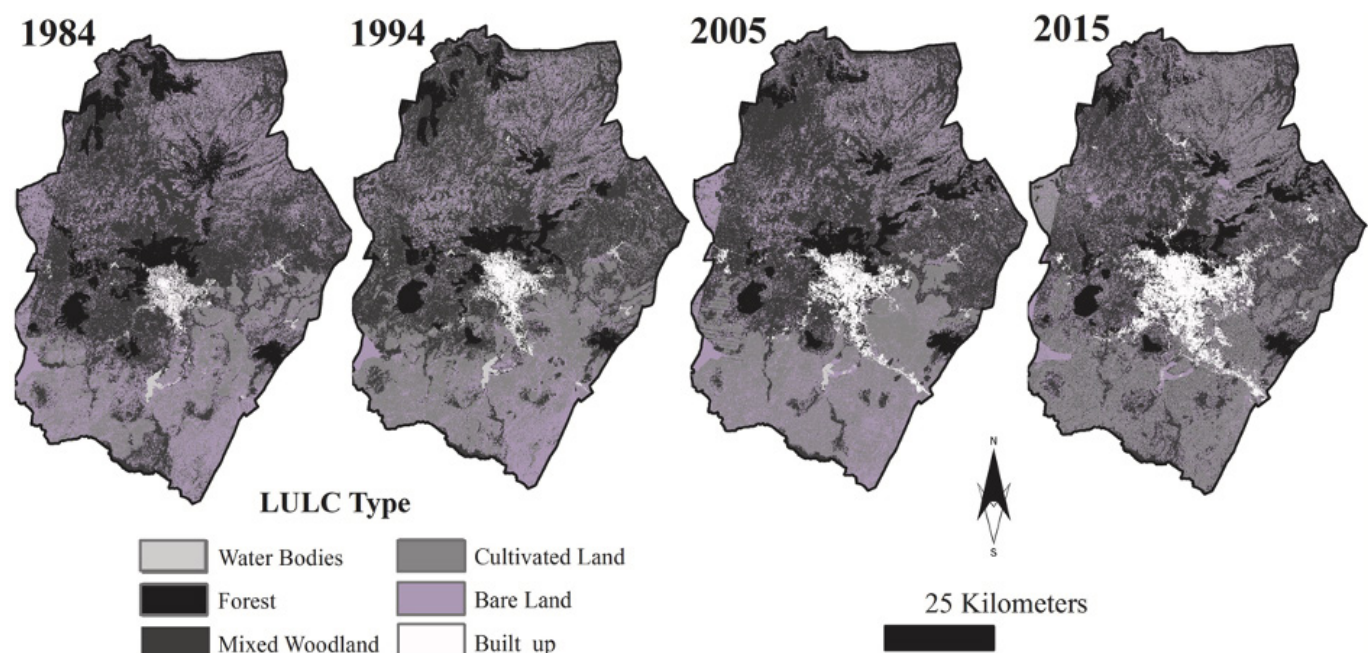 1984 1994 2005 2015
N
S
LULC Type
Water Bodies Cultivated Land
Forest Bare Land
Mixed Woodland Built up
25 Kilometers